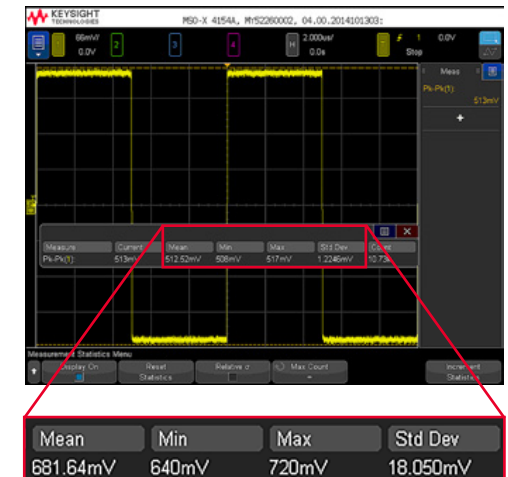 KEYSIGHT
TECHNOLOGIES
MSO-X 4154A, MY52260002, 04.00.2014101303:
1 66mV/ 2 3 4 H 2.000us/ T 1 0.0V
0.0V 0.0s Stop
Meas
Pk-Pk(1):
513mV
Measure Current Mean Min Max Std Dev Count
Pk-Pk(1): 513mV 512.52mV 508mV 517mV 1.2246mV 10.73k
Measurement Statistics Menu
Display On Reset Statistics Relative σ Max Count Increment Statistics
Mean Min Max Std Dev
681.64mV 640mV 720mV 18.050mV